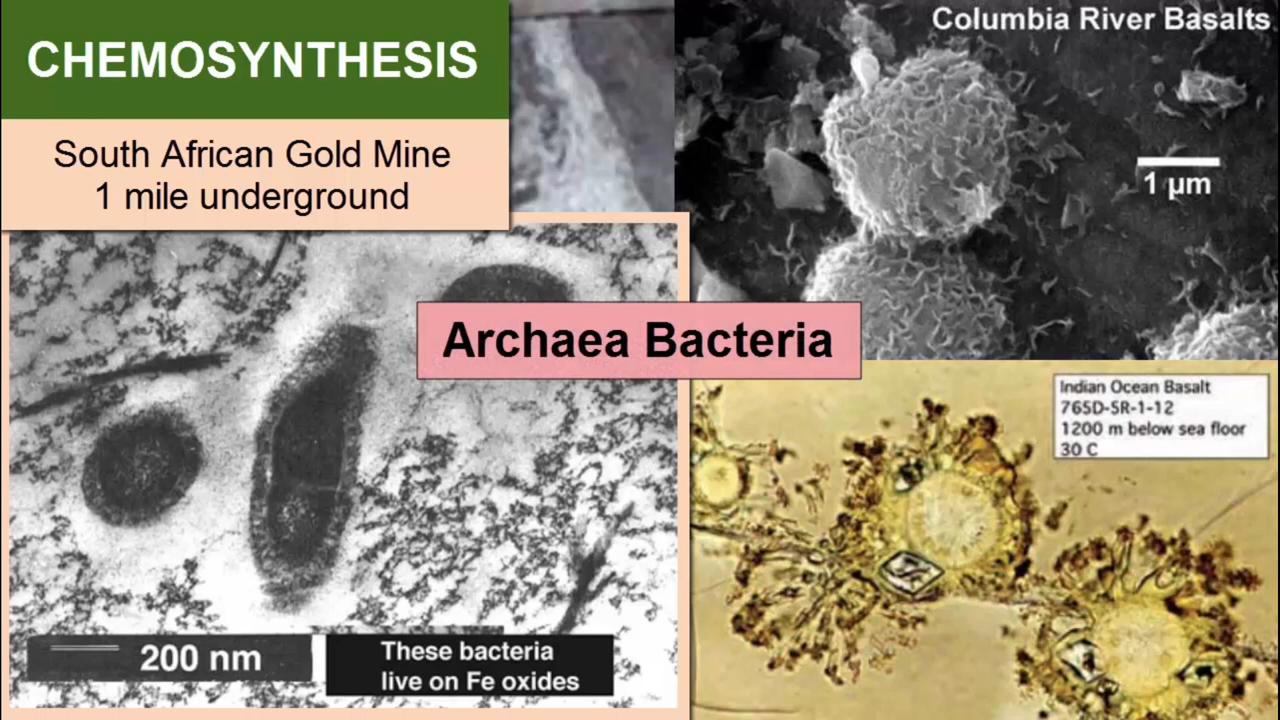 CHEMOSYNTHESIS
South African Gold Mine
1 mile underground
Columbia River Basalts
1 µm
Archaea Bacteria
Indian Ocean Basalt
765D-5R-1-12
1200 m below sea floor
30 C
200 nm
These bacteria
live on Fe oxides